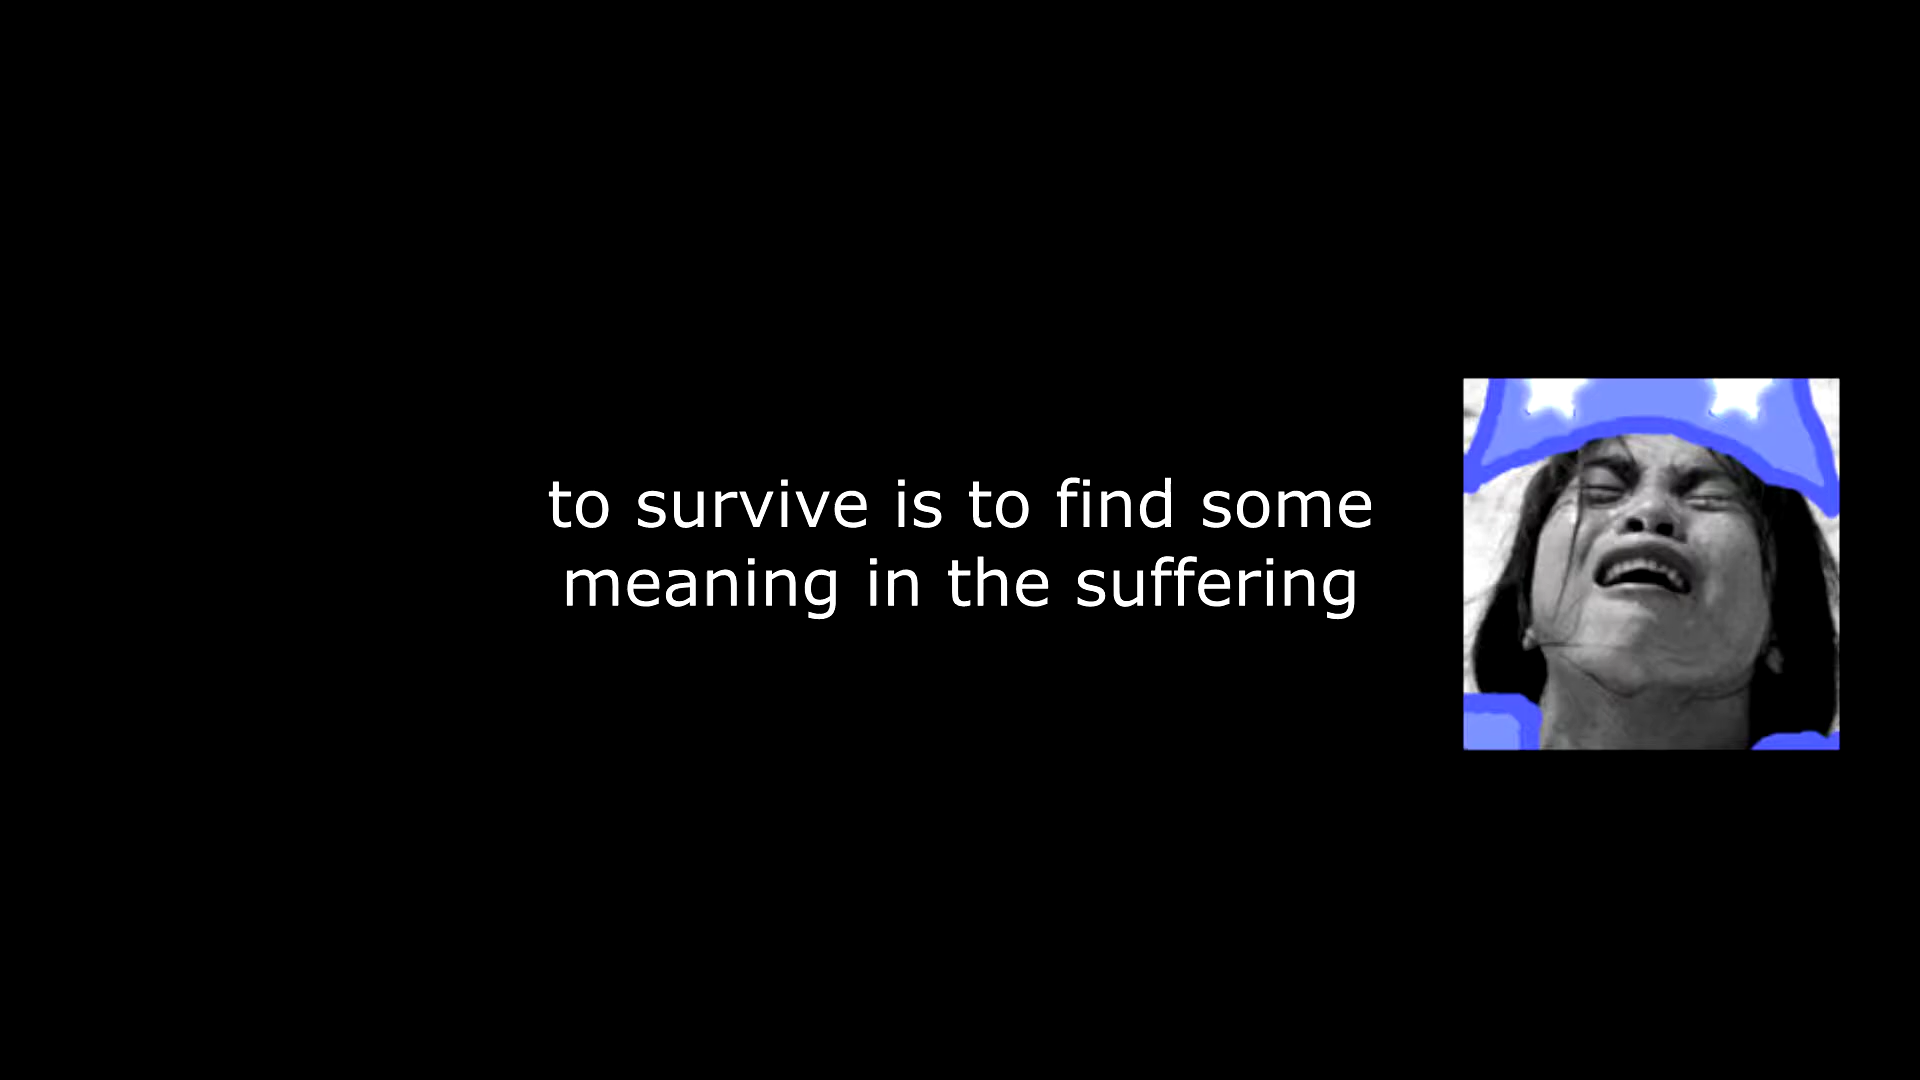 to survive is to find some
meaning in the suffering